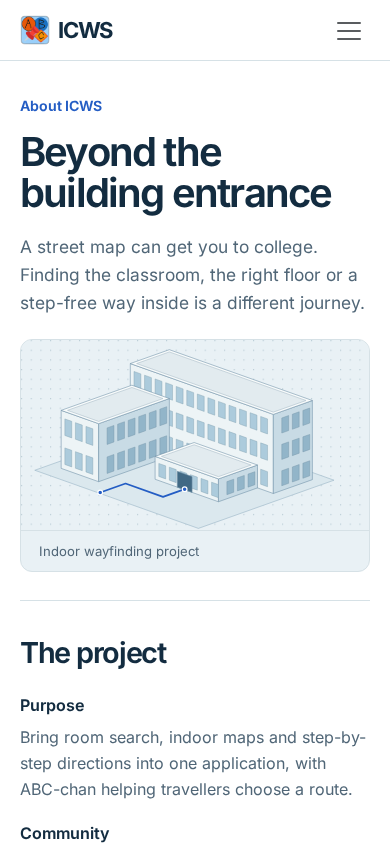 ICWS
About ICWS
Beyond the
building entrance
A street map can get you to college.
Finding the classroom, the right floor or a
step-free way inside is a different journey.
Indoor wayfinding project
The project
Purpose
Bring room search, indoor maps and step-by-
step directions into one application, with
ABC-chan helping travellers choose a route.
Community